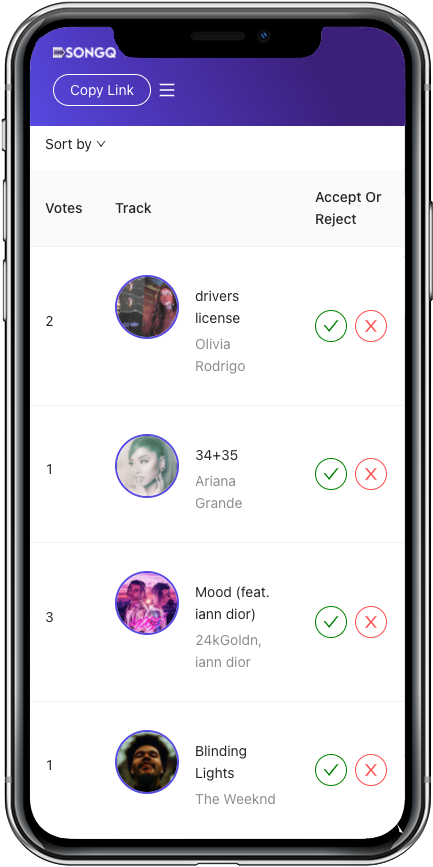 SONGQ
Copy Link
Sort by
Votes
Track
Accept Or
Reject
2
drivers
license
Olivia
Rodrigo
1
34+35
Ariana
Grande
3
Mood (feat.
iann dior)
24kGoldn,
iann dior
1
Blinding
Lights
The Weeknd